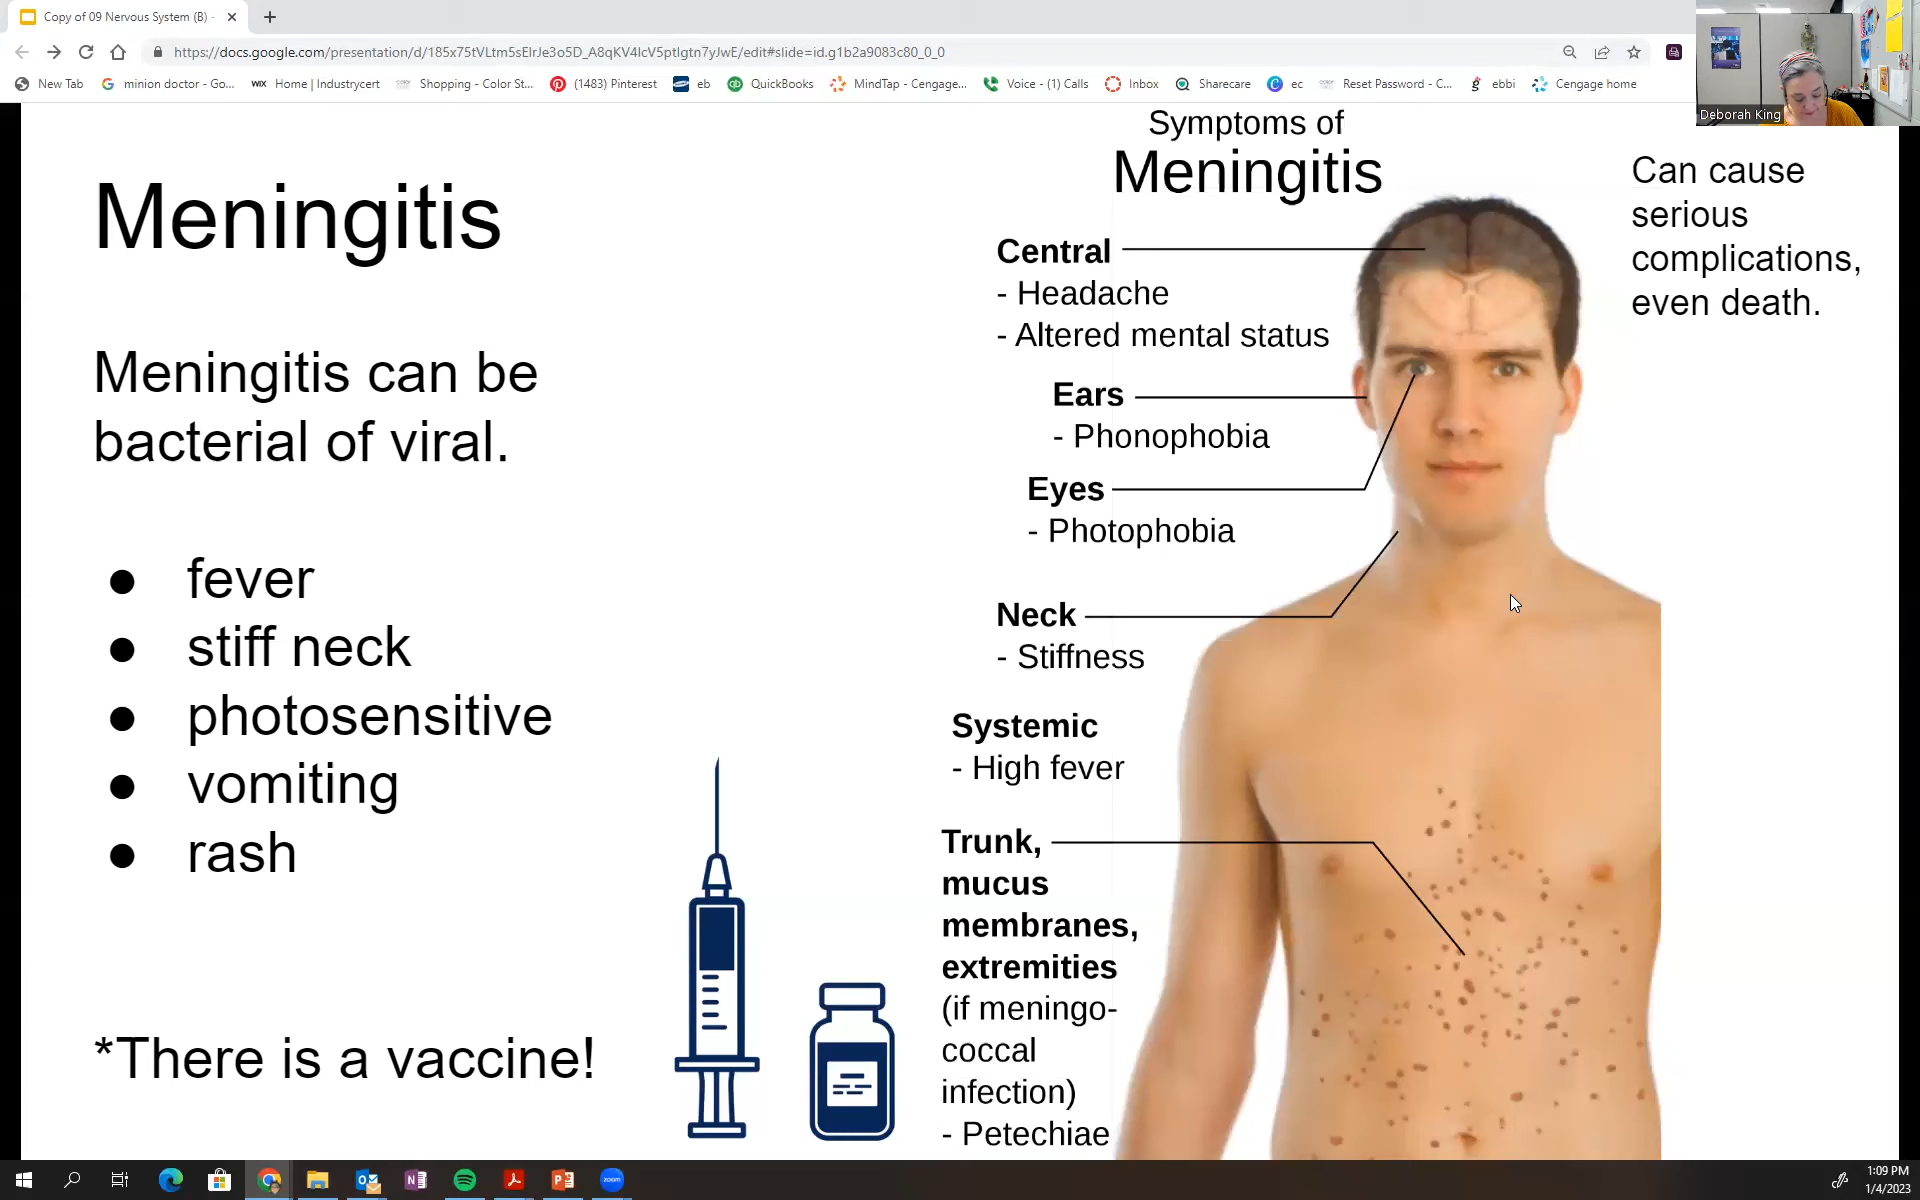 Copy of 09 Nervous System (B) -
https://docs.google.com/presentation/d/185x75tVLtm5sEIrJe3o5D_A8qKV4IcV5ptIgtn7yJwE/edit#slide=id.g1b2a9083c80_0_0
New Tab
minion doctor - Go...
WIX Home | Industrycert
Shopping - Color St...
(1483) Pinterest
eb
QuickBooks
MindTap - Cengage...
Voice - (1) Calls
Inbox
Sharecare
ec
Reset Password - C...
ebbi
Cengage home
Deborah King
Meningitis
Meningitis can be
bacterial of viral.
● fever
● stiff neck
● photosensitive
● vomiting
● rash
*There is a vaccine!
Symptoms of
Meningitis
Central
- Headache
- Altered mental status
Ears
- Phonophobia
Eyes
- Photophobia
Neck
- Stiffness
Systemic
- High fever
Trunk,
mucus
membranes,
extremities
(if meningo-
coccal
infection)
- Petechiae
Can cause
serious
complications,
even death.
zoom
1:09 PM
1/4/2023